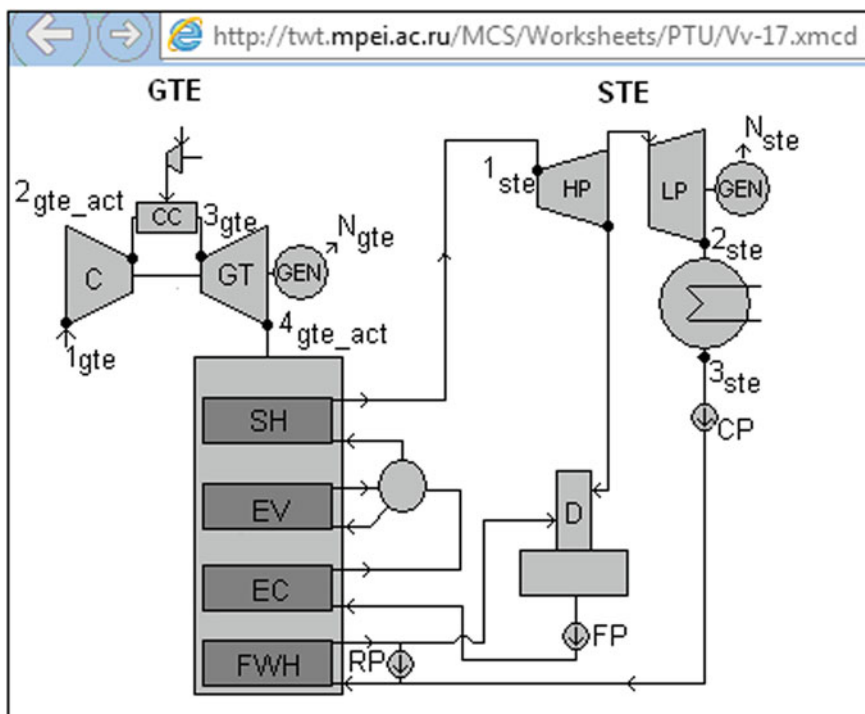 http://twt.mpei.ac.ru/MCS/Worksheets/PTU/Vv-17.xmcd
GTE
STE
2gte_act
CC
3gte
C
GT
GEN
Ngte
1gte
4gte_act
1ste
HP
LP
GEN
Nste
2ste
3ste
CP
SH
EV
EC
FWH
RP
D
FP